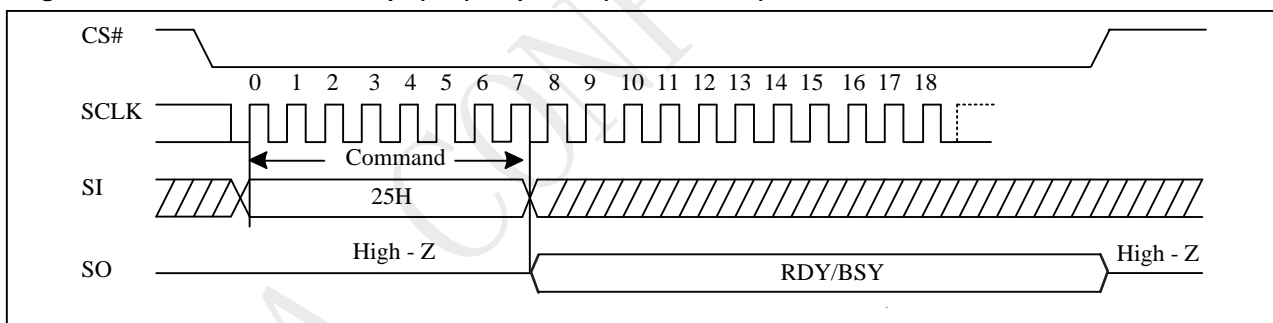 CS#
0 1 2 3 4 5 6 7 8 9 10 11 12 13 14 15 16 17 18
SCLK
Command
SI
25H
High - Z
High - Z
SO
RDY/BSY